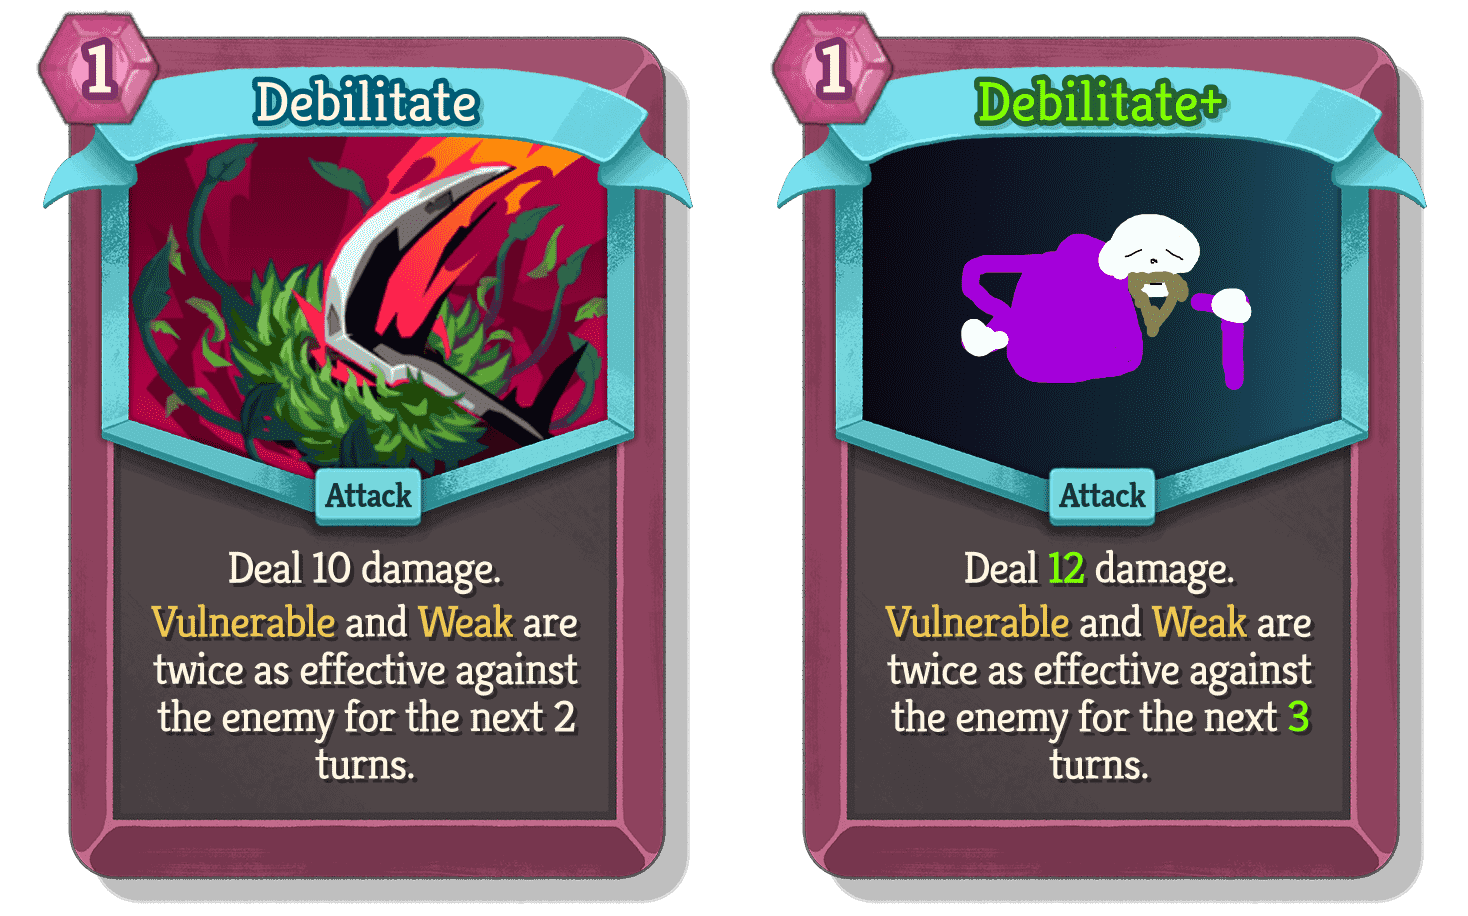 1
Debilitate
Attack
Deal 10 damage.
Vulnerable and Weak are
twice as effective against
the enemy for the next 2
turns.
1
Debilitate+
Attack
Deal 12 damage.
Vulnerable and Weak are
twice as effective against
the enemy for the next 3
turns.